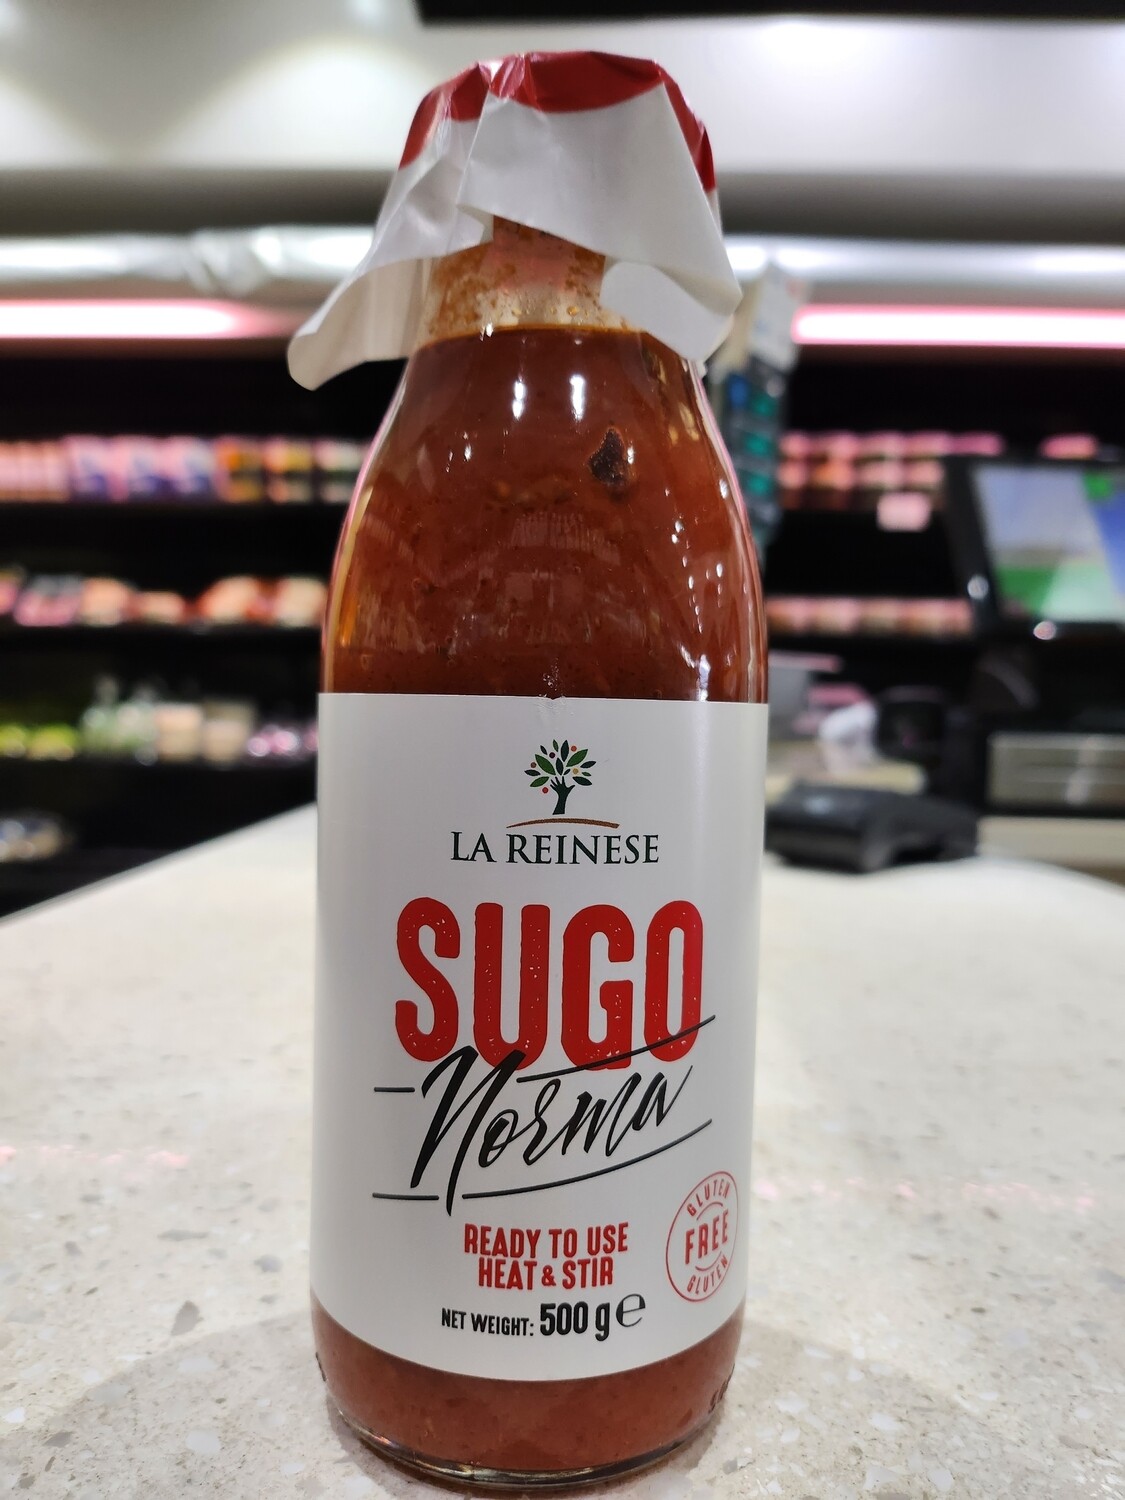 LA REINESE
SUGO
Norma
READY TO USE
HEAT & STIR
NET WEIGHT: 500 g ℮
GLUTEN
FREE
GLUTEN